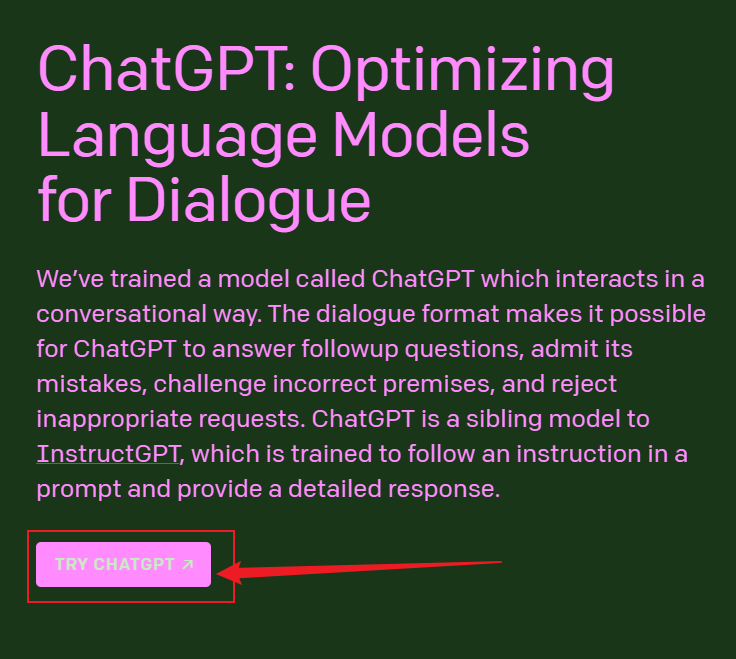 ChatGPT: Optimizing
Language Models
for Dialogue
We’ve trained a model called ChatGPT which interacts in a
conversational way. The dialogue format makes it possible
for ChatGPT to answer followup questions, admit its
mistakes, challenge incorrect premises, and reject
inappropriate requests. ChatGPT is a sibling model to
InstructGPT, which is trained to follow an instruction in a
prompt and provide a detailed response.
TRY CHATGPT ↗